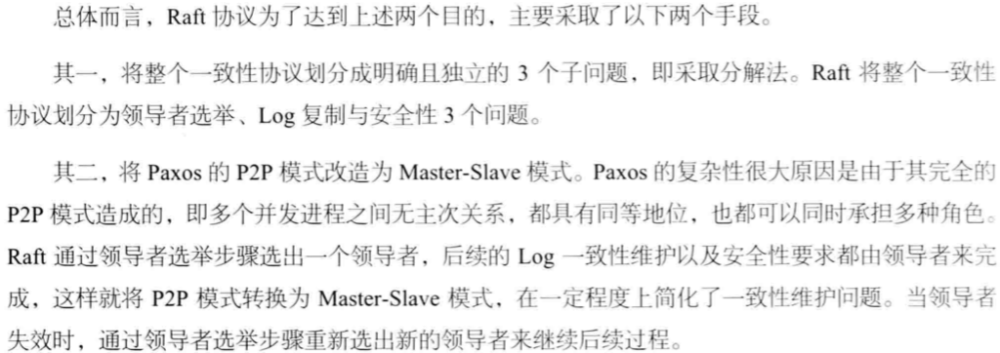 总体而言，Raft 协议为了达到上述两个目的，主要采取了以下两个手段。
其一，将整个一致性协议划分成明确且独立的 3 个子问题，即采取分解法。Raft 将整个一致性
协议划分为领导者选举、Log 复制与安全性 3 个问题。
其二，将 Paxos 的 P2P 模式改造为 Master-Slave 模式。Paxos 的复杂性很大原因是由于其完全的
P2P 模式造成的，即多个并发进程之间无主次关系，都具有同等地位，也都可以同时承担多种角色。
Raft 通过领导者选举步骤选出一个领导者，后续的 Log 一致性维护以及安全性要求都由领导者来完
成，这样就将 P2P 模式转换为 Master-Slave 模式，在一定程度上简化了一致性维护问题。当领导者
失效时，通过领导者选举步骤重新选出新的领导者来继续后续过程。